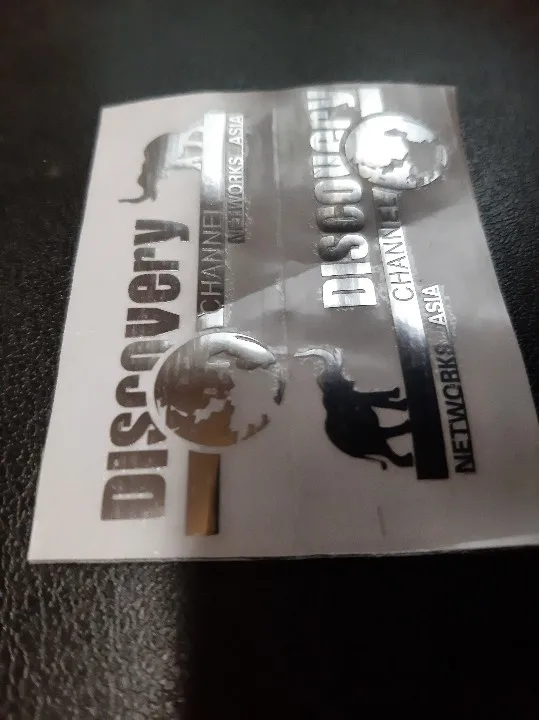 DISCOVERY
CHANNEL
NETWORKS ASIA
DISCOVERY
CHANNEL
NETWORKS ASIA